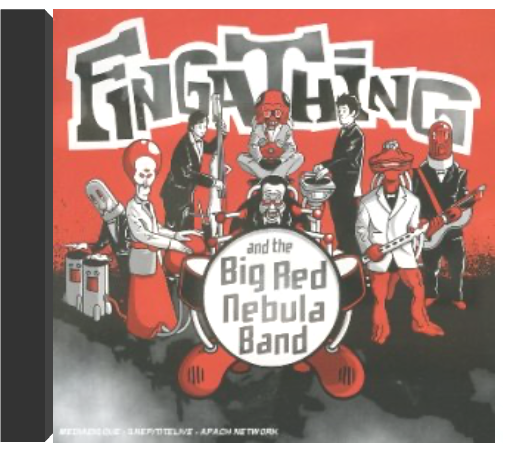 FINGATHING
and the
Big Red
Nebula
Band